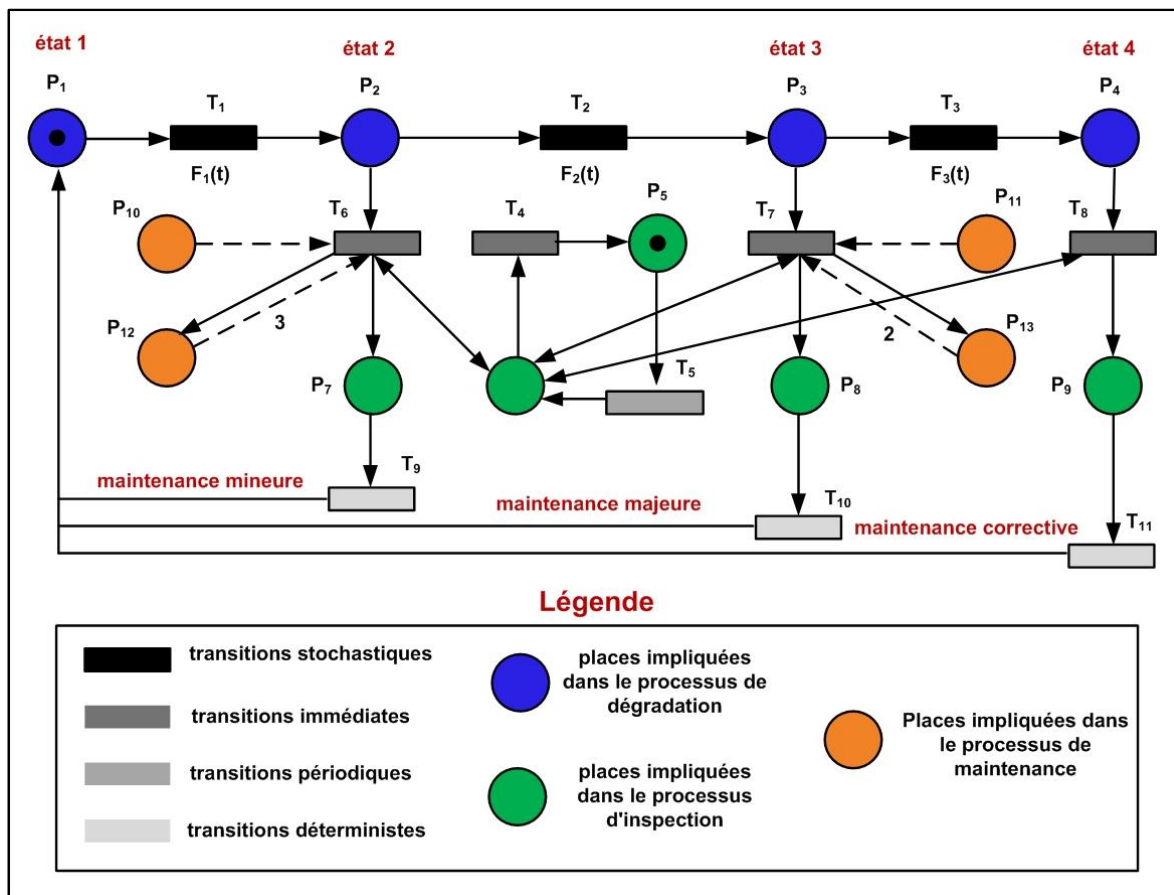 état 1
état 2
état 3
état 4
P1
P2
P3
P4
T1
T2
T3
F1(t)
F2(t)
F3(t)
P10
T6
T4
P5
T7
P11
T8
P12
3
P7
T5
P8
2
P13
P9
T9
maintenance mineure
maintenance majeure
T10
maintenance corrective
T11
Légende
transitions stochastiques
transitions immédiates
transitions périodiques
transitions déterministes
places impliquées
dans le processus de
dégradation
places impliquées
dans le processus
d'inspection
Places impliquées dans
le processus de
maintenance